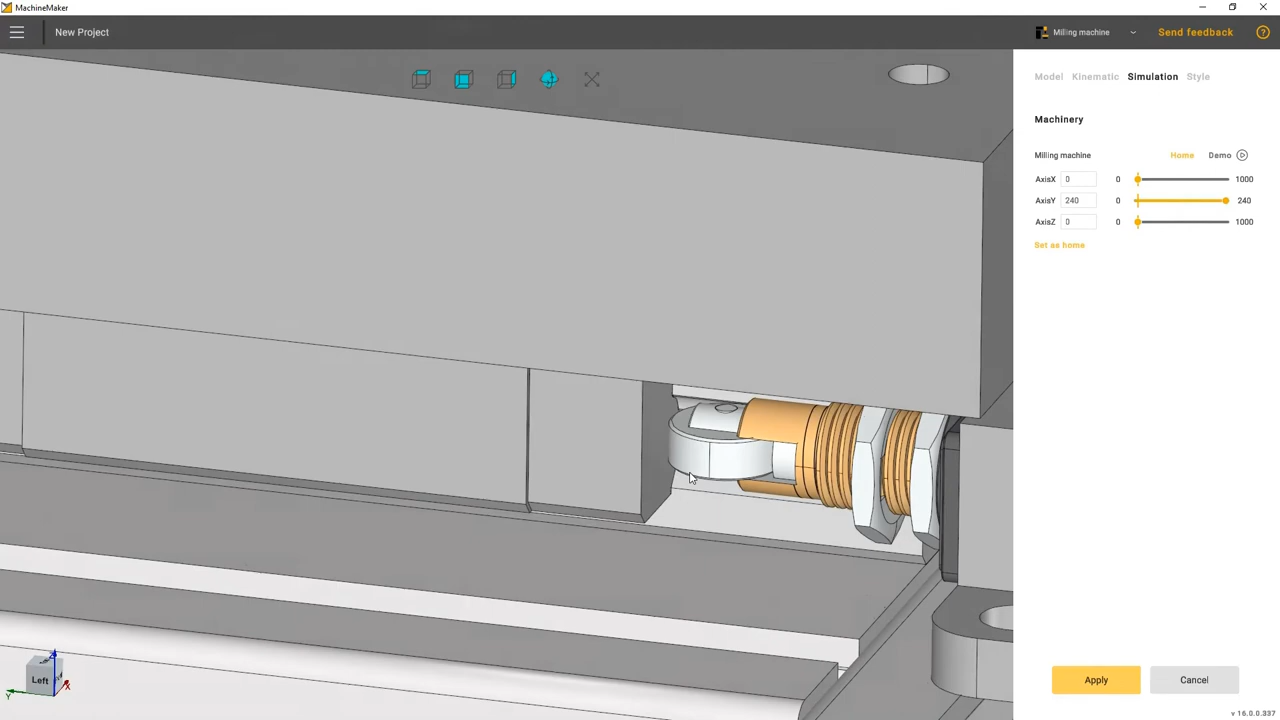 MachineMaker
New Project
Milling machine
Send feedback
?
Model Kinematic Simulation Style
Machinery
Milling machine Home Demo
AxisX 0 0 1000
AxisY 240 0 240
AxisZ 0 0 1000
Set as home
Left
Z
Y
X
Apply Cancel
v 16.0.0.337